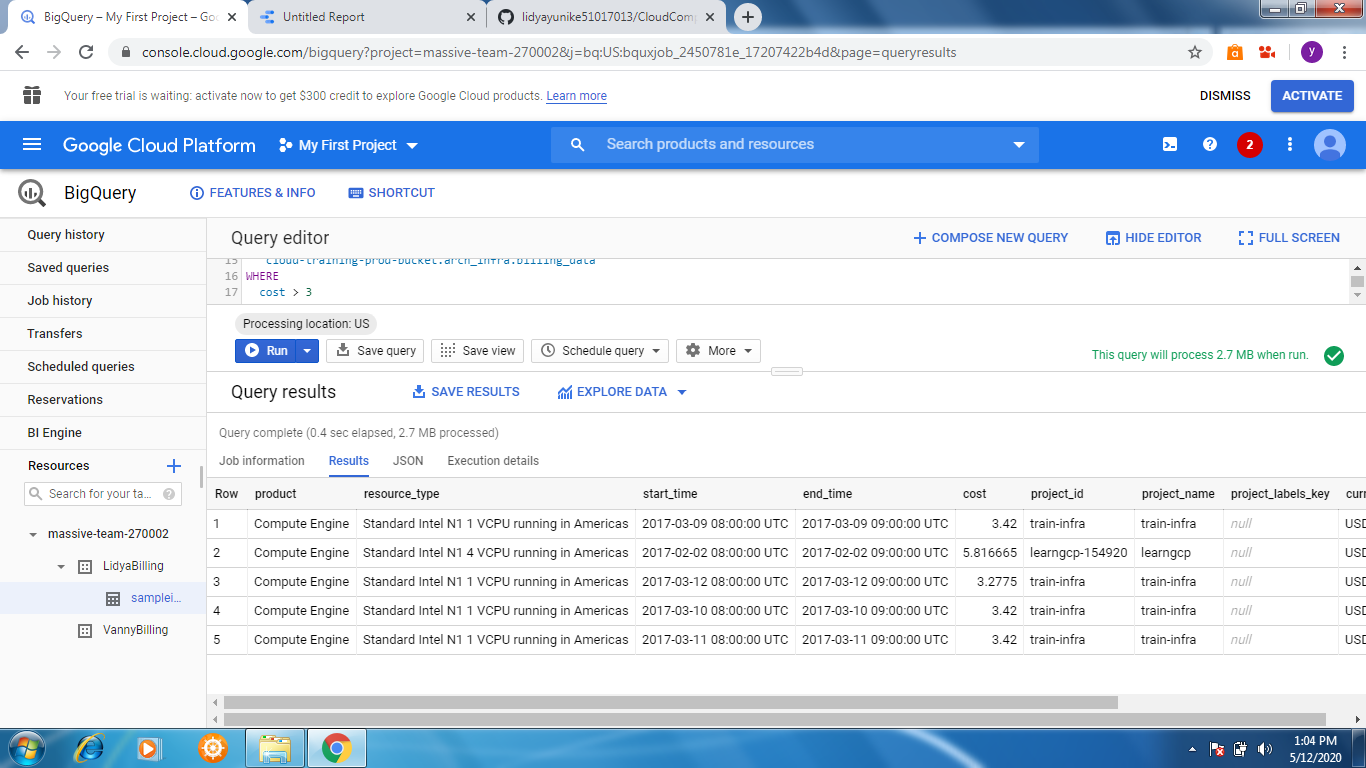 BigQuery – My First Project – Goo
Untitled Report
lidyayunike51017013/CloudComp
console.cloud.google.com/bigquery?project=massive-team-270002&j=bq:US:bquxjob_2450781e_17207422b4d&page=queryresults
y
Your free trial is waiting: activate now to get $300 credit to explore Google Cloud products. Learn more
DISMISS
ACTIVATE
Google Cloud Platform
My First Project
Search products and resources
2
BigQuery
FEATURES & INFO
SHORTCUT
Query history
Saved queries
Job history
Transfers
Scheduled queries
Reservations
BI Engine
Resources
Search for your ta...
massive-team-270002
LidyaBilling
samplei...
VannyBilling
Query editor
COMPOSE NEW QUERY
HIDE EDITOR
FULL SCREEN
15 `cloud-training-prod-bucket.arch_infra.billing_data`
16 WHERE
17 cost > 3
Processing location: US
Run
Save query
Save view
Schedule query
More
This query will process 2.7 MB when run.
Query results
SAVE RESULTS
EXPLORE DATA
Query complete (0.4 sec elapsed, 2.7 MB processed)
Job information
Results
JSON
Execution details
Row product resource_type start_time end_time cost project_id project_name project_labels_key curr
1 Compute Engine Standard Intel N1 1 VCPU running in Americas 2017-03-09 08:00:00 UTC 2017-03-09 09:00:00 UTC 3.42 train-infra train-infra null USD
2 Compute Engine Standard Intel N1 4 VCPU running in Americas 2017-02-02 08:00:00 UTC 2017-02-02 09:00:00 UTC 5.816665 learngcp-154920 learngcp null USD
3 Compute Engine Standard Intel N1 1 VCPU running in Americas 2017-03-12 08:00:00 UTC 2017-03-12 09:00:00 UTC 3.2775 train-infra train-infra null USD
4 Compute Engine Standard Intel N1 1 VCPU running in Americas 2017-03-10 08:00:00 UTC 2017-03-10 09:00:00 UTC 3.42 train-infra train-infra null USD
5 Compute Engine Standard Intel N1 1 VCPU running in Americas 2017-03-11 08:00:00 UTC 2017-03-11 09:00:00 UTC 3.42 train-infra train-infra null USD
1:04 PM
5/12/2020